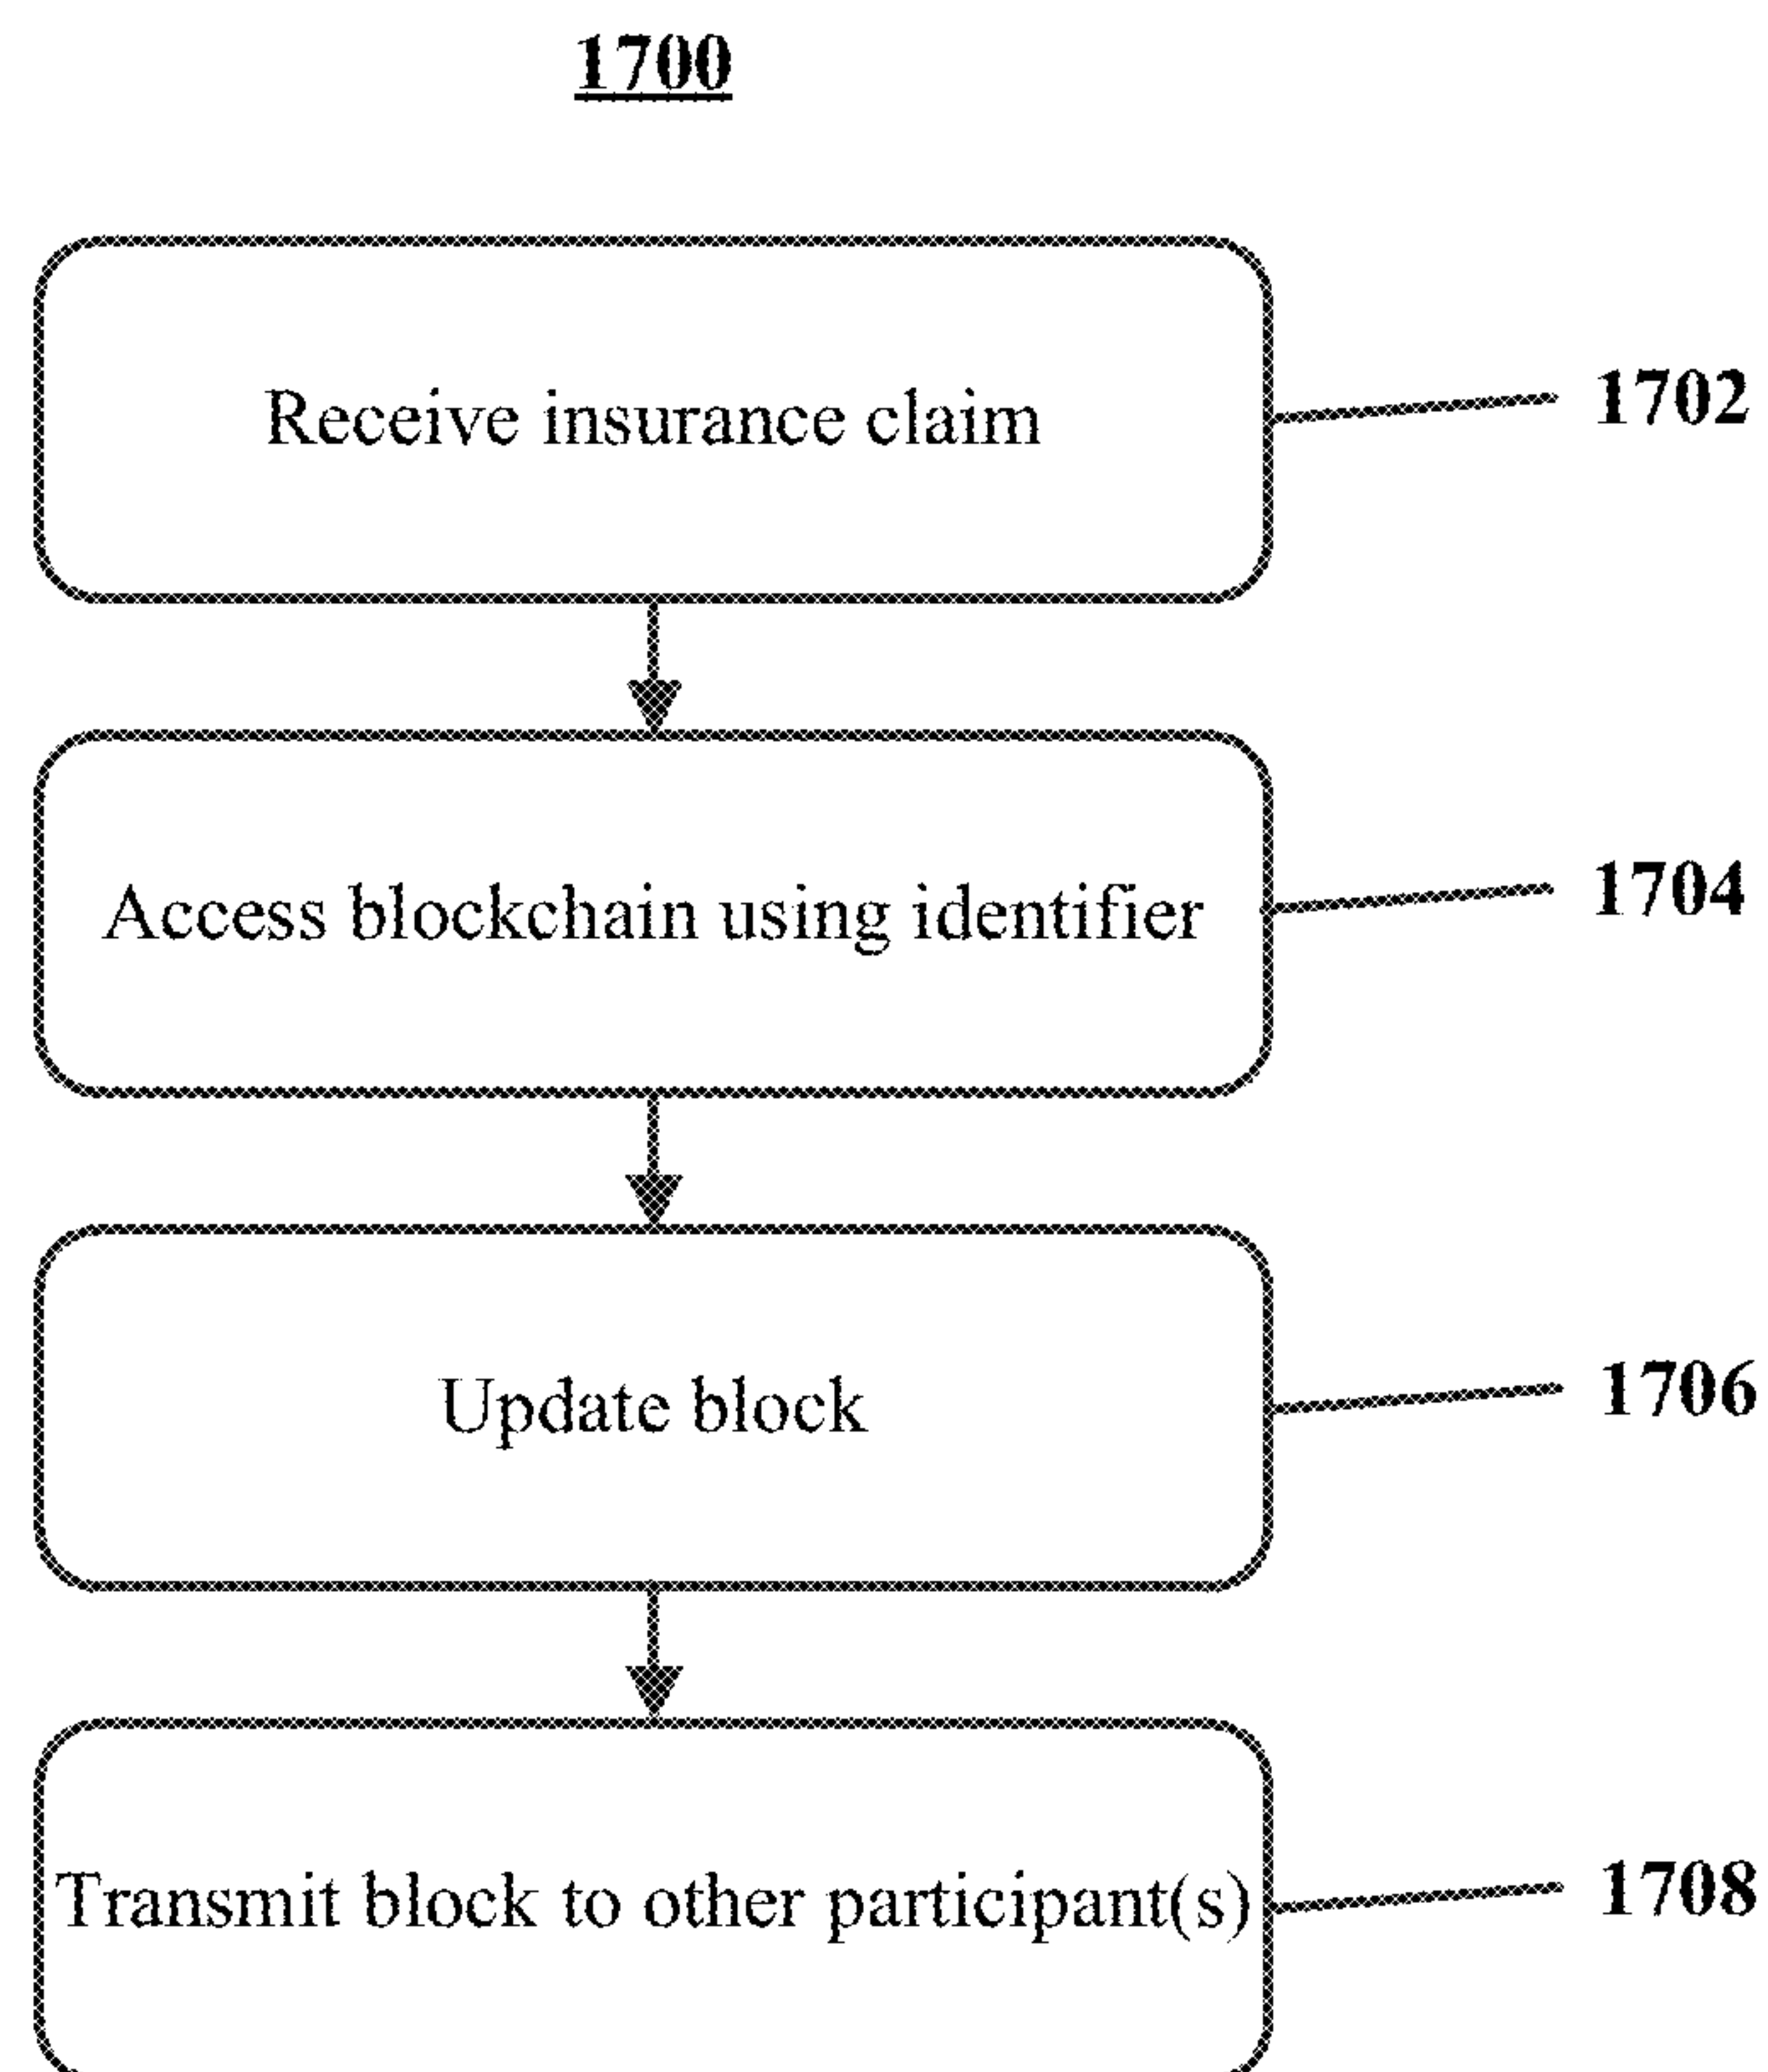 1700
Receive insurance claim
1702
Access blockchain using identifier
1704
Update block
1706
Transmit block to other participant(s)
1708